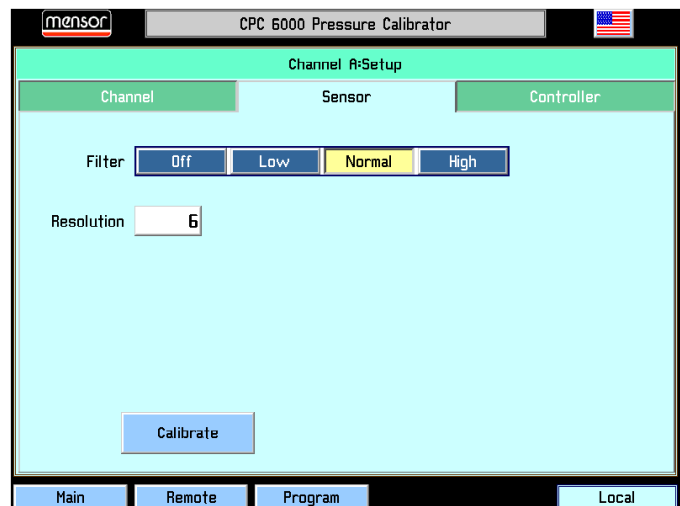 mensor CPC 6000 Pressure Calibrator
Channel A:Setup
Channel Sensor Controller
Filter Off Low Normal High
Resolution 6
Calibrate
Main Remote Program Local